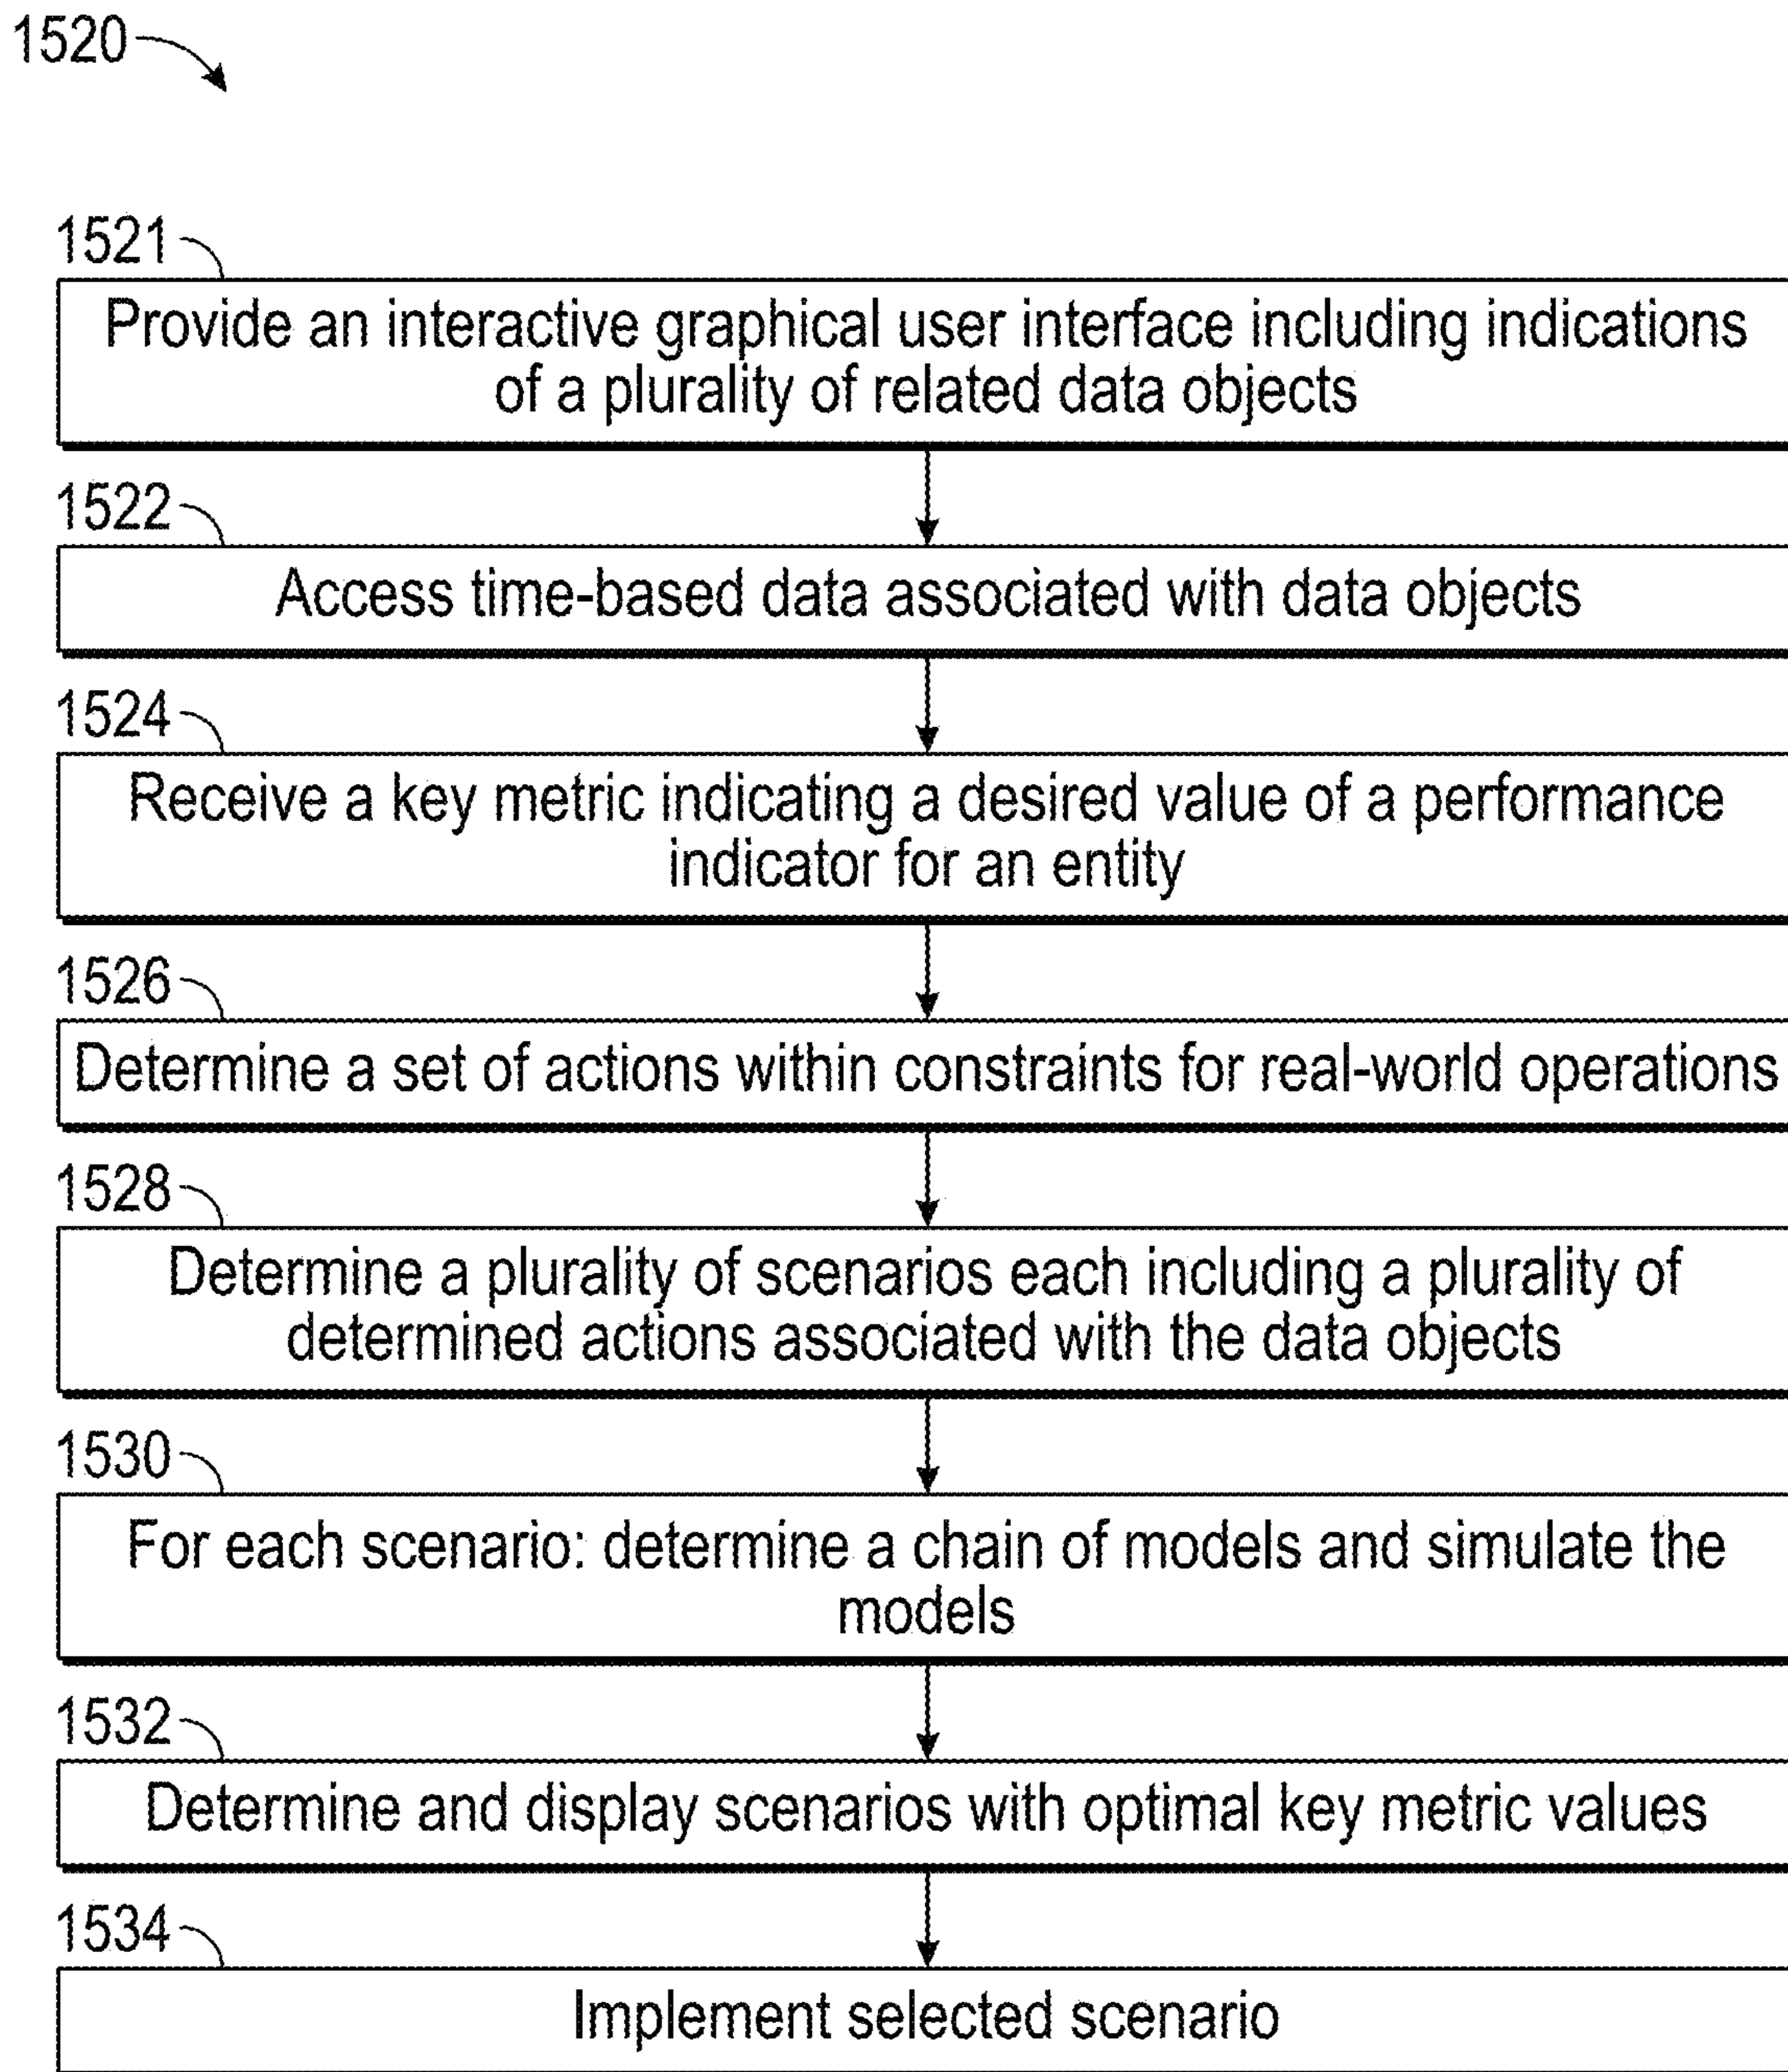 1520
1521
Provide an interactive graphical user interface including indications
of a plurality of related data objects
1522
Access time-based data associated with data objects
1524
Receive a key metric indicating a desired value of a performance
indicator for an entity
1526
Determine a set of actions within constraints for real-world operations
1528
Determine a plurality of scenarios each including a plurality of
determined actions associated with the data objects
1530
For each scenario: determine a chain of models and simulate the
models
1532
Determine and display scenarios with optimal key metric values
1534
Implement selected scenario